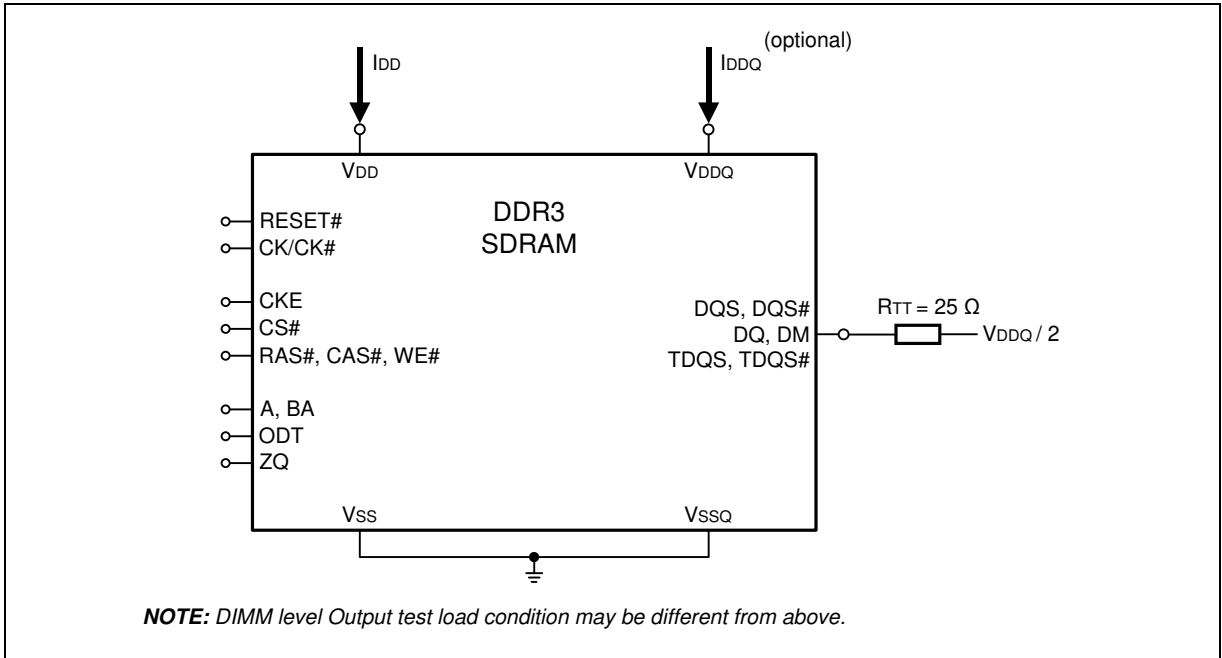 (optional)
IDD
IDDQ
VDD
VDDQ
DDR3
SDRAM
RESET#
CK/CK#
CKE
CS#
RAS#, CAS#, WE#
A, BA
ODT
ZQ
DQS, DQS#
DQ, DM
TDQS, TDQS#
RTT = 25 Ω
VDDQ / 2
VSS
VSSQ
NOTE: DIMM level Output test load condition may be different from above.